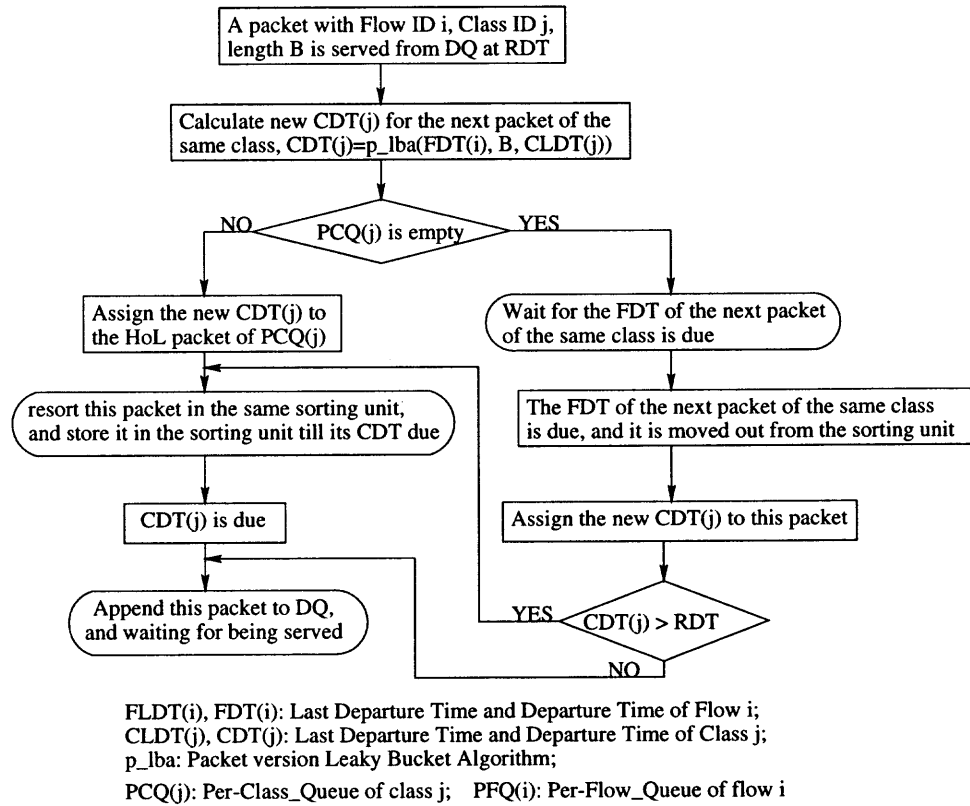 A packet with Flow ID i, Class ID j,
length B is served from DQ at RDT
Calculate new CDT(j) for the next packet of the
same class, CDT(j)=p_lba(FDT(i), B, CLDT(j))
NO
PCQ(j) is empty
YES
Assign the new CDT(j) to
the HoL packet of PCQ(j)
Wait for the FDT of the next packet
of the same class is due
resort this packet in the same sorting unit,
and store it in the sorting unit till its CDT due
The FDT of the next packet of the same class
is due, and it is moved out from the sorting unit
CDT(j) is due
Assign the new CDT(j) to this packet
Append this packet to DQ,
and waiting for being served
YES
CDT(j) > RDT
NO
FLDT(i), FDT(i): Last Departure Time and Departure Time of Flow i;
CLDT(j), CDT(j): Last Departure Time and Departure Time of Class j;
p_lba: Packet version Leaky Bucket Algorithm;
PCQ(j): Per-Class_Queue of class j; PFQ(i): Per-Flow_Queue of flow i